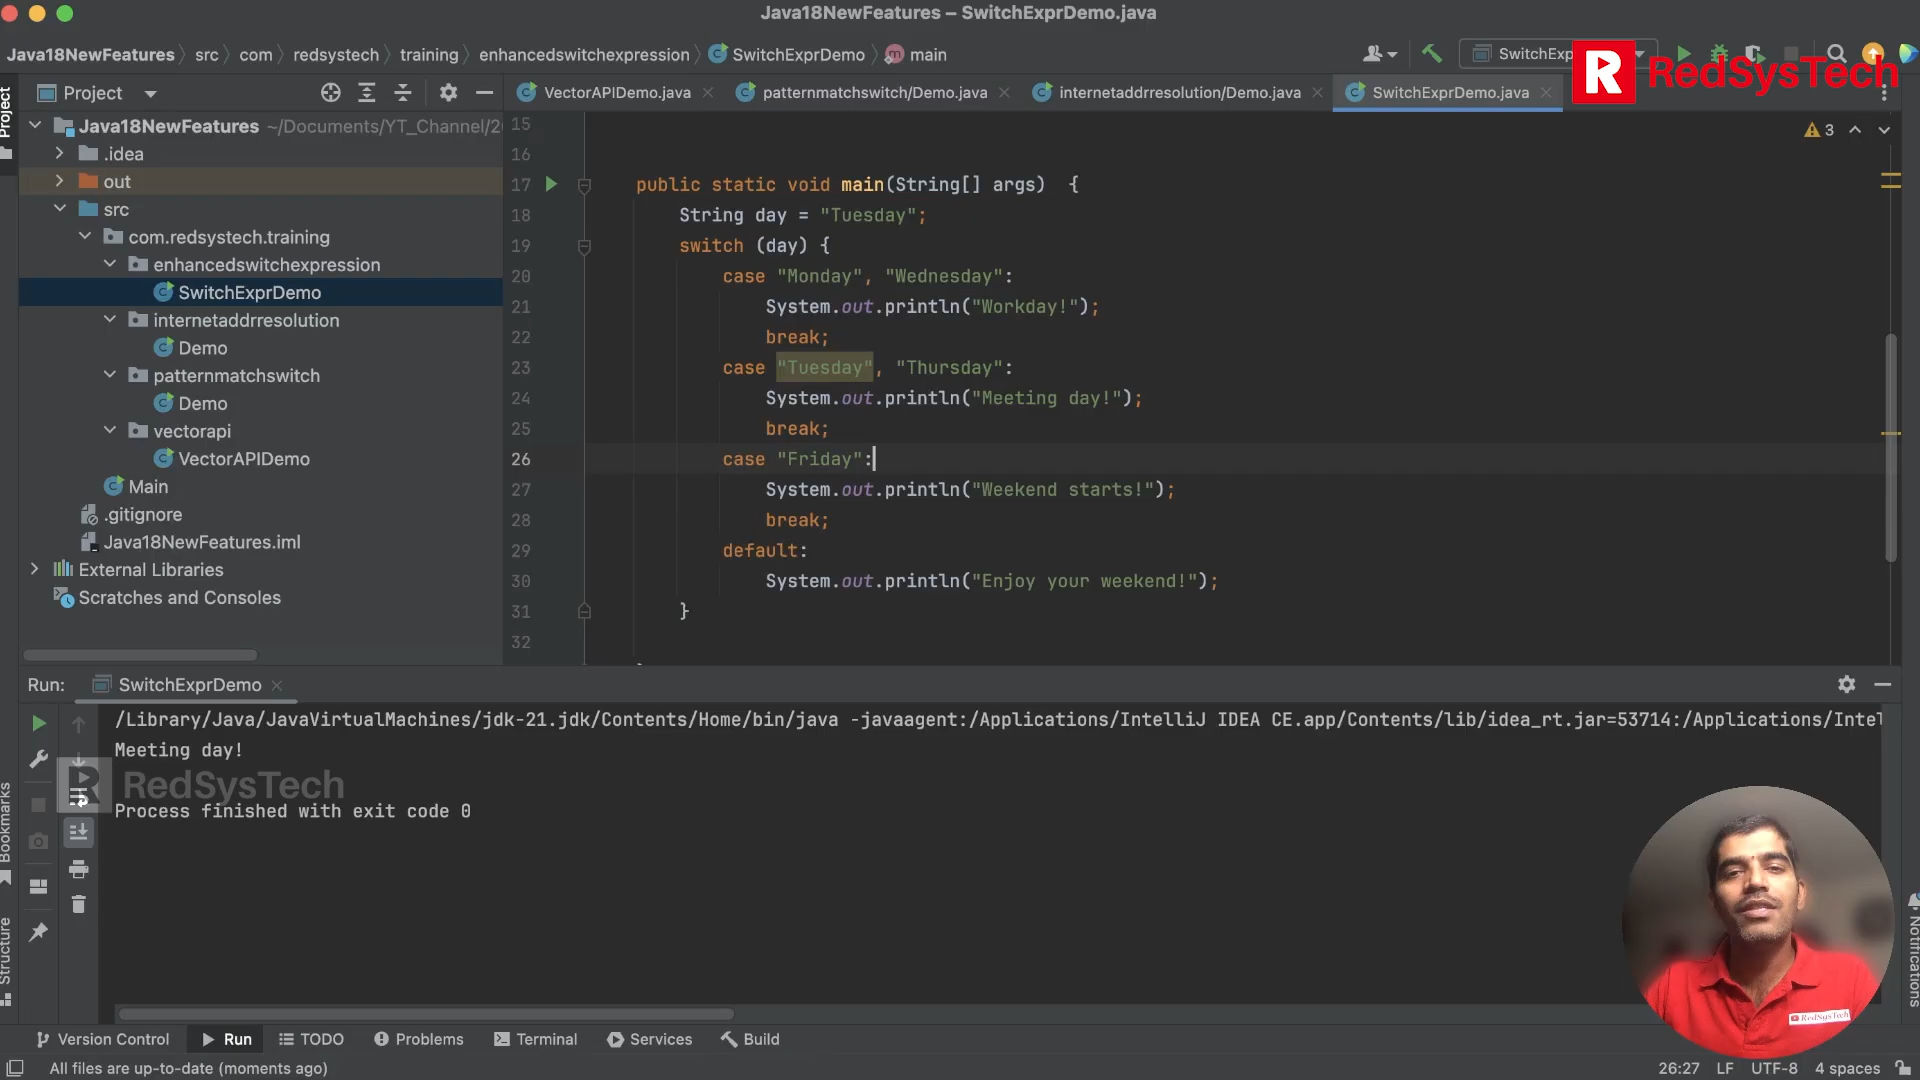 Java18NewFeatures – SwitchExprDemo.java
Java18NewFeatures src com redsystech training enhancedswitchexpression SwitchExprDemo main
SwitchExp
RedSysTech
Project
Project
VectorAPIDemo.java
patternmatchswitch/Demo.java
internetaddrresolution/Demo.java
SwitchExprDemo.java
Java18NewFeatures ~/Documents/YT_Channel/2
.idea
out
src
com.redsystech.training
enhancedswitchexpression
SwitchExprDemo
internetaddrresolution
Demo
patternmatchswitch
Demo
vectorapi
VectorAPIDemo
Main
.gitignore
Java18NewFeatures.iml
External Libraries
Scratches and Consoles
3
15
16
17 public static void main(String[] args)  {
18 String day = "Tuesday";
19 switch (day) {
20 case "Monday", "Wednesday":
21 System.out.println("Workday!");
22 break;
23 case "Tuesday", "Thursday":
24 System.out.println("Meeting day!");
25 break;
26 case "Friday":
27 System.out.println("Weekend starts!");
28 break;
29 default:
30 System.out.println("Enjoy your weekend!");
31 }
32
Run: SwitchExprDemo
/Library/Java/JavaVirtualMachines/jdk-21.jdk/Contents/Home/bin/java -javaagent:/Applications/IntelliJ IDEA CE.app/Contents/lib/idea_rt.jar=53714:/Applications/Inte
Meeting day!
RedSysTech
Process finished with exit code 0
Bookmarks
Structure
Notifications
RedSysTech
Version Control Run TODO Problems Terminal Services Build
All files are up-to-date (moments ago)
26:27 LF UTF-8 4 spaces